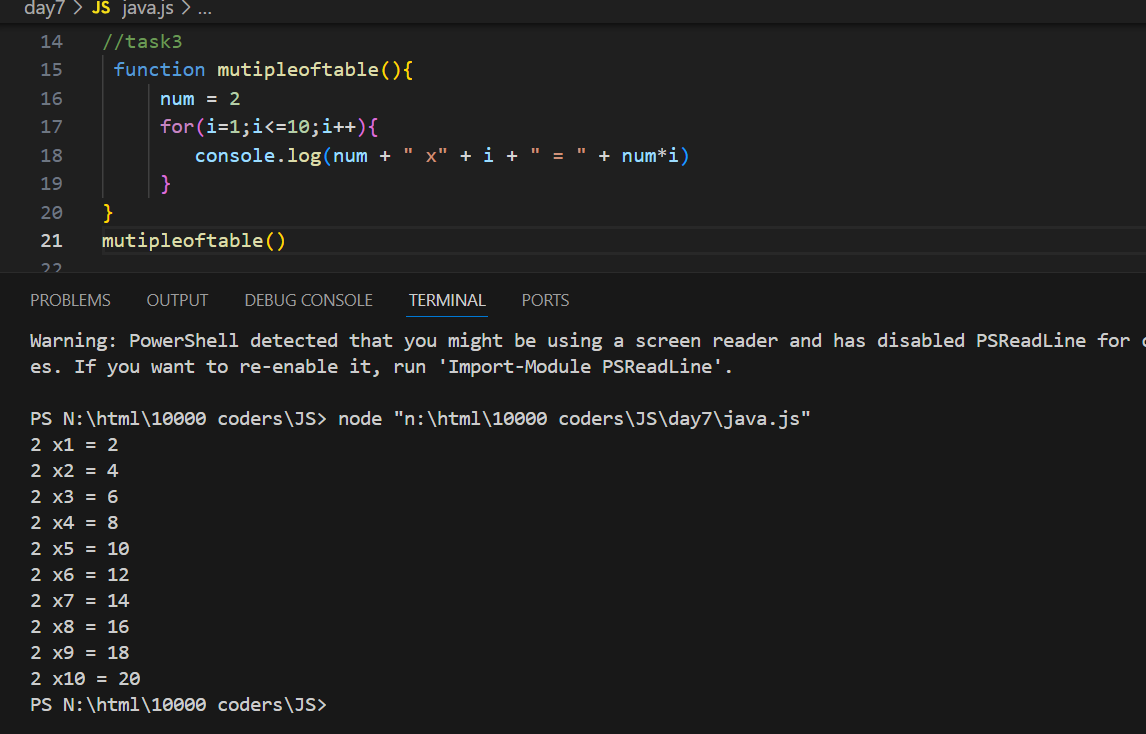 day7 > JS java.js > ...
14 //task3
15 function mutipleoftable(){
16 num = 2
17 for(i=1;i<=10;i++){
18 console.log(num + " x" + i + " = " + num*i)
19 }
20 }
21 mutipleoftable()
22
PROBLEMS OUTPUT DEBUG CONSOLE TERMINAL PORTS
Warning: PowerShell detected that you might be using a screen reader and has disabled PSReadLine for
es. If you want to re-enable it, run 'Import-Module PSReadLine'.
PS N:\html\10000 coders\JS> node "n:\html\10000 coders\JS\day7\java.js"
2 x1 = 2
2 x2 = 4
2 x3 = 6
2 x4 = 8
2 x5 = 10
2 x6 = 12
2 x7 = 14
2 x8 = 16
2 x9 = 18
2 x10 = 20
PS N:\html\10000 coders\JS>